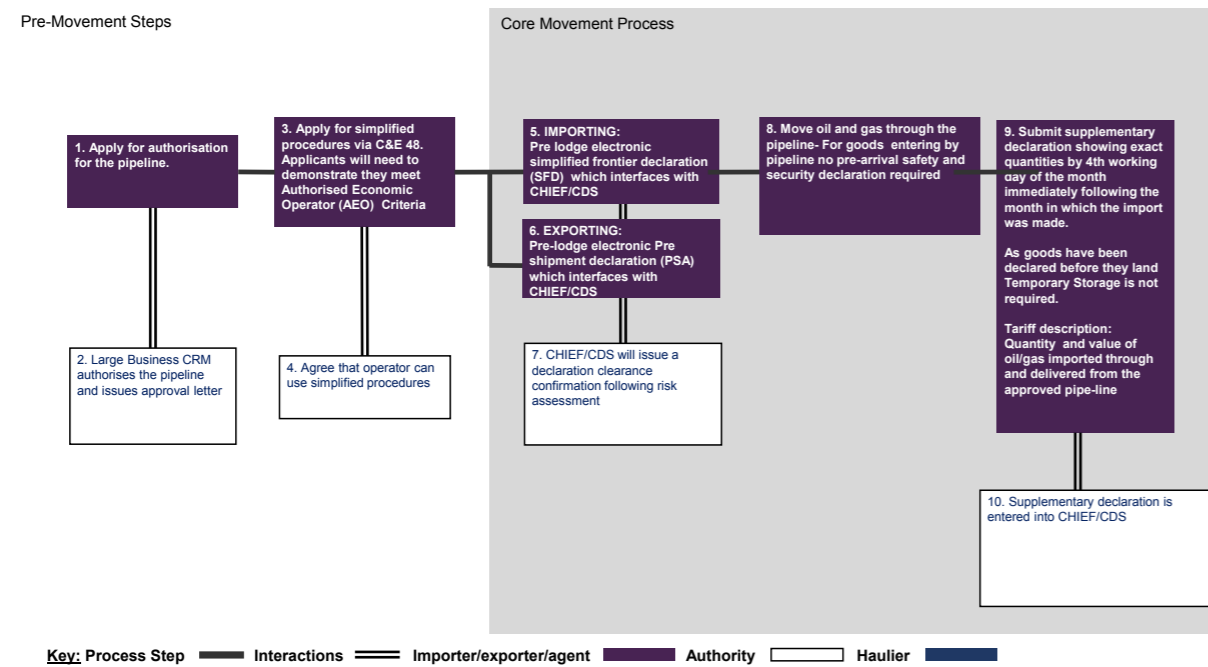 Pre-Movement Steps
Core Movement Process
1. Apply for authorisation
for the pipeline.
2. Large Business CRM
authorises the pipeline
and issues approval letter
3. Apply for simplified
procedures via C&E 48.
Applicants will need to
demonstrate they meet
Authorised Economic
Operator (AEO) Criteria
4. Agree that operator can
use simplified procedures
5. IMPORTING:
Pre lodge electronic
simplified frontier declaration
(SFD) which interfaces with
CHIEF/CDS
6. EXPORTING:
Pre-lodge electronic Pre
shipment declaration (PSA)
which interfaces with
CHIEF/CDS
7. CHIEF/CDS will issue a
declaration clearance
confirmation following risk
assessment
8. Move oil and gas through the
pipeline- For goods entering by
pipeline no pre-arrival safety and
security declaration required
9. Submit supplementary
declaration showing exact
quantities by 4th working
day of the month
immediately following the
month in which the import
was made.
As goods have been
declared before they land
Temporary Storage is not
required.
Tariff description:
Quantity and value of
oil/gas imported through
and delivered from the
approved pipe-line
10. Supplementary declaration is
entered into CHIEF/CDS
Key: Process Step Interactions Importer/exporter/agent Authority Haulier